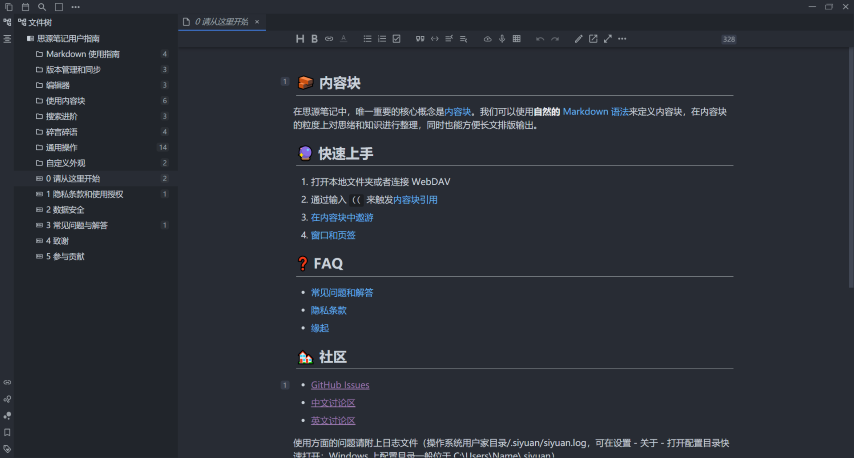 文件树
0 请从这里开始
思源笔记用户指南
Markdown 使用指南 4
版本管理和同步 3
编辑器 3
使用内容块 6
搜索进阶 3
碎言碎语 4
通用操作 14
自定义外观 2
0 请从这里开始 2
1 隐私条款和使用授权 1
2 数据安全
3 常见问题与解答 1
4 致谢
5 参与贡献
328
1 内容块
在思源笔记中，唯一重要的核心概念是内容块。我们可以使用自然的 Markdown 语法来定义内容块，在内容块
的粒度上对思绪和知识进行整理，同时也能方便长文排版输出。
快速上手
1. 打开本地文件夹或者连接 WebDAV
2. 通过输入 (( 来触发内容块引用
3. 在内容块中遨游
4. 窗口和页签
FAQ
• 常见问题和解答
• 隐私条款
• 缘起
社区
1 • GitHub Issues
• 中文讨论区
• 英文讨论区
使用方面的问题请附上日志文件（操作系统用户家目录/.siyuan/siyuan.log，可在设置 - 关于 - 打开配置目录快
速打开；Windows 上配置目录一般位于 C:\Users\Name\.siyuan）